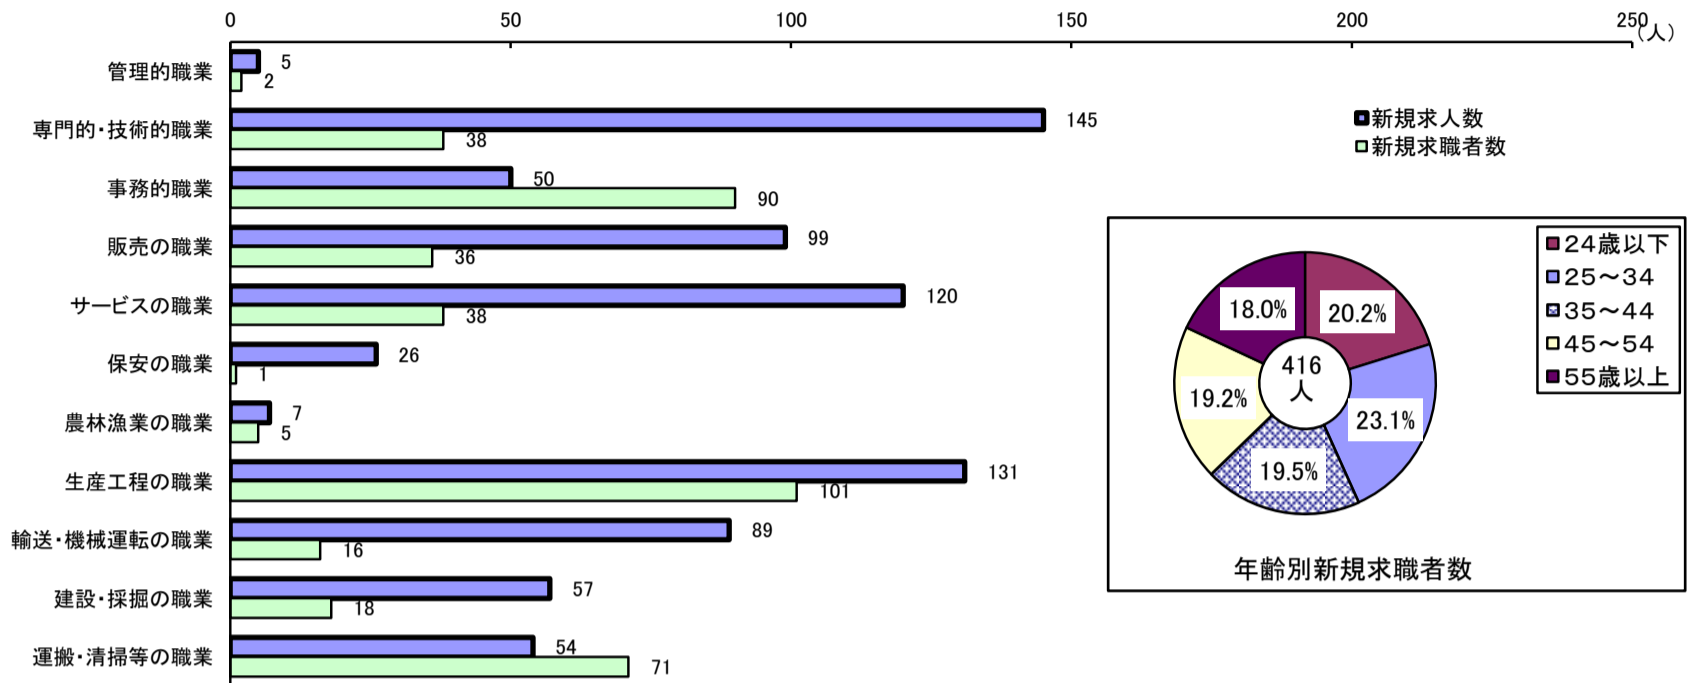 0 50 100 150 200 250
（人）
管理的職業 5
2
専門的・技術的職業 145
38
事務的職業 50
90
販売の職業 99
36
サービスの職業 120
38
保安の職業 26
1
農林漁業の職業 7
5
生産工程の職業 131
101
輸送・機械運転の職業 89
16
建設・採掘の職業 57
18
運搬・清掃等の職業 54
71
新規求人数
新規求職者数
24歳以下
25～34
35～44
45～54
55歳以上
18.0%
20.2%
416
人
19.2%
23.1%
19.5%
年齢別新規求職者数